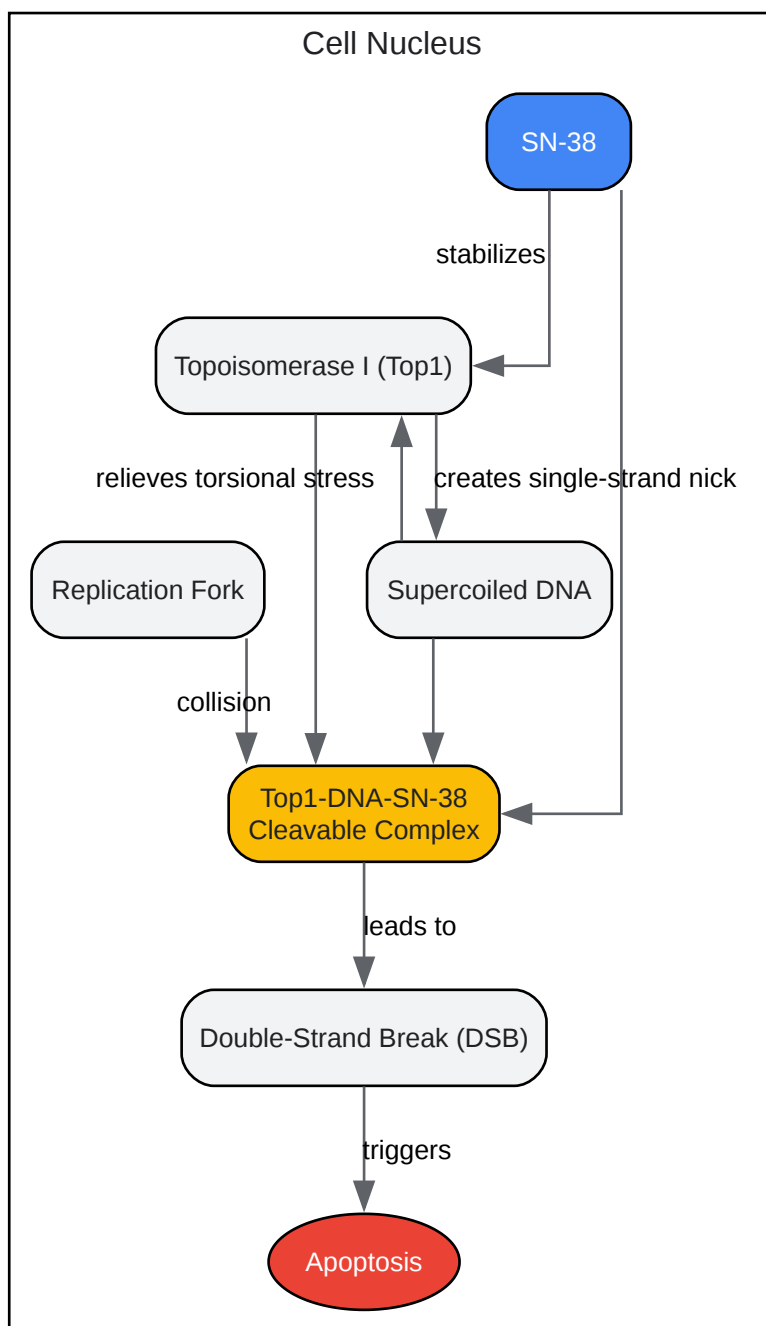 Cell Nucleus
SN-38
stabilizes
Topoisomerase I (Top1)
relieves torsional stress
creates single-strand nick
Replication Fork
Supercoiled DNA
collision
Top1-DNA-SN-38
Cleavable Complex
leads to
Double-Strand Break (DSB)
triggers
Apoptosis